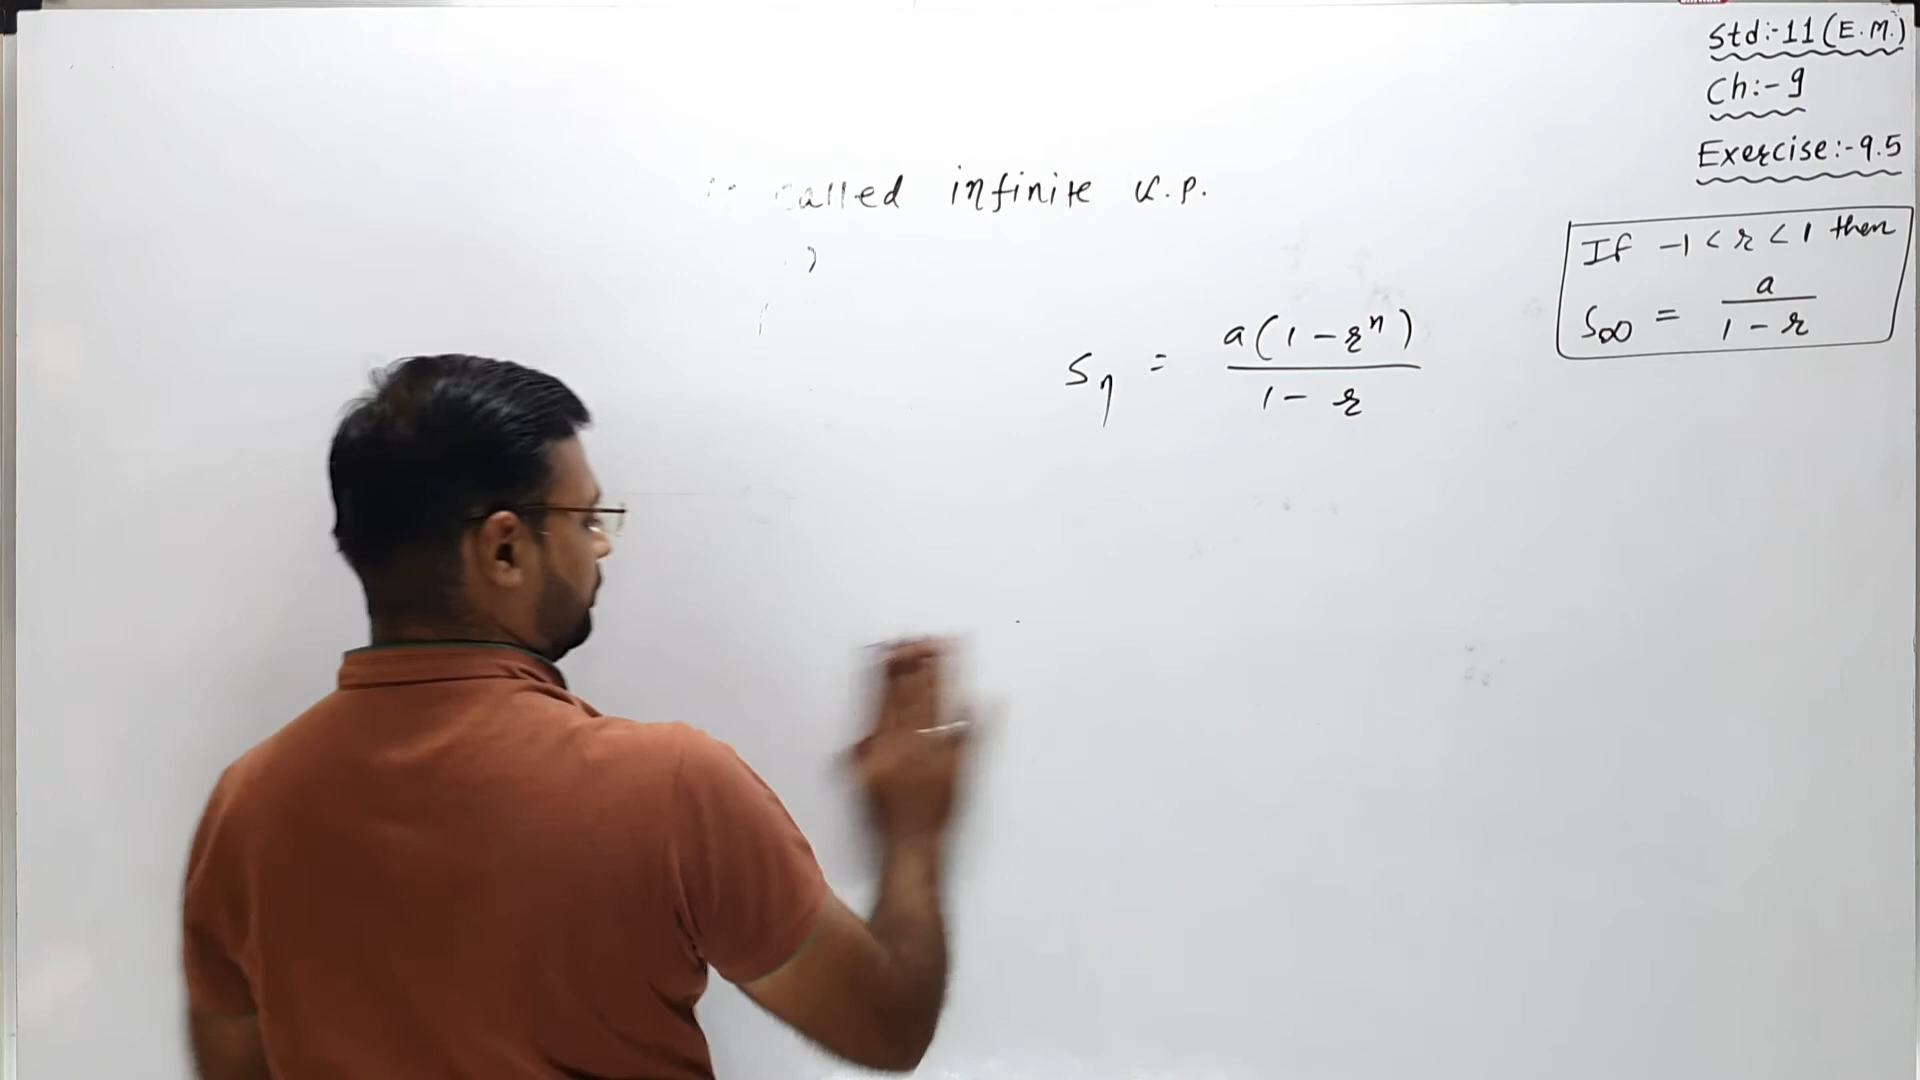 called infinite G.P.
Sn = a(1 - r^n) / 1 - r
Std:-11 (E.M.)
Ch:- 9
Exercise:-9.5
If -1 < r < 1 then
S∞ = a / 1 - r